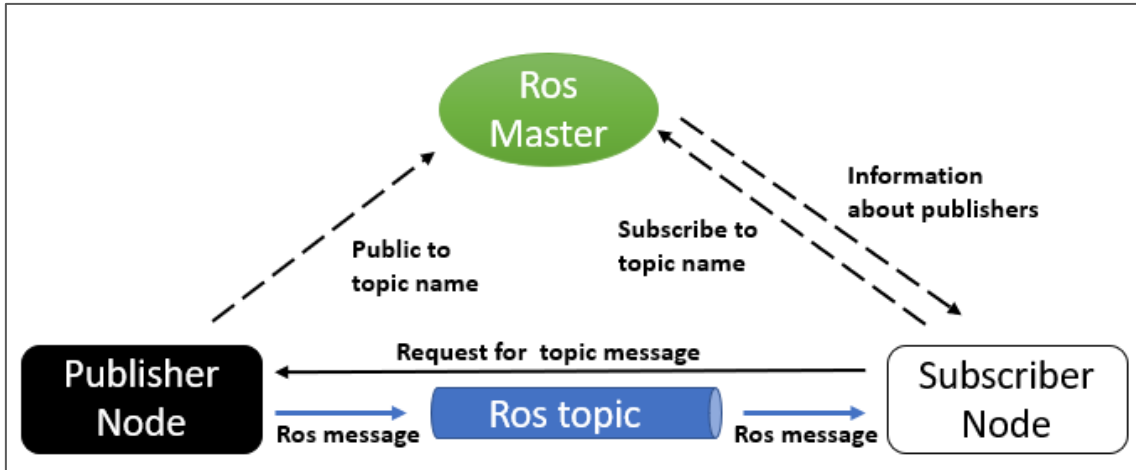 Ros
Master
Information
about publishers
Subscribe to
topic name
Public to
topic name
Request for topic message
Publisher
Node
Ros topic
Subscriber
Node
Ros message
Ros message